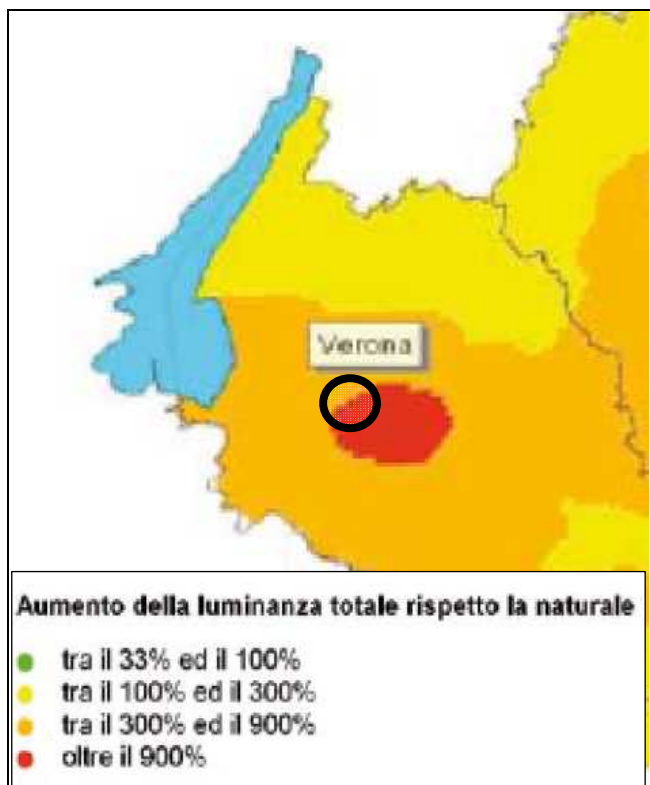 Verona
Aumento della luminanza totale rispetto la naturale
tra il 33% ed il 100%
tra il 100% ed il 300%
tra il 300% ed il 900%
oltre il 900%